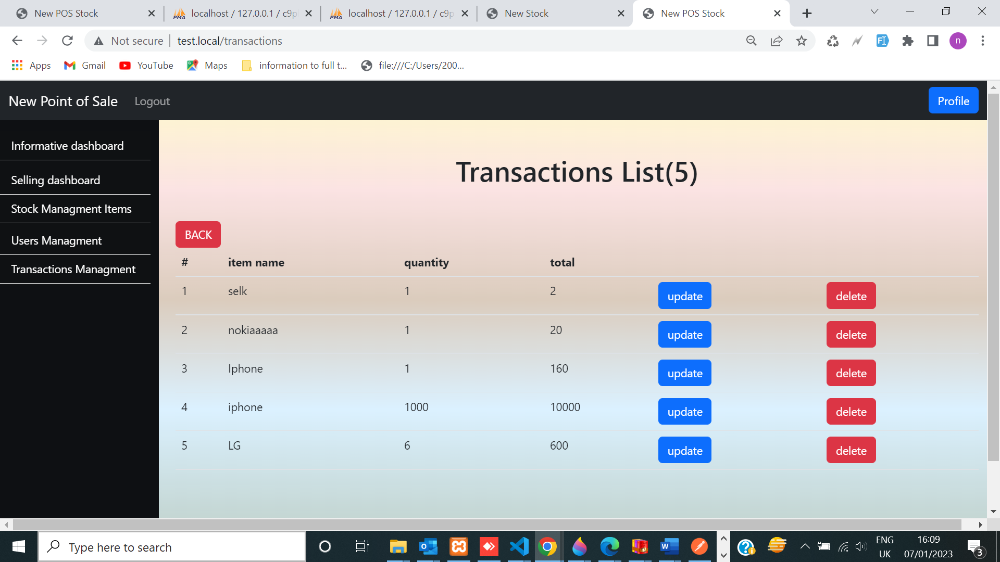 New POS Stock
localhost / 127.0.0.1 / c9p
localhost / 127.0.0.1 / c9p
New Stock
New POS Stock
Not secure
test.local/transactions
n
Apps
Gmail
YouTube
Maps
information to full t...
file:///C:/Users/200...
New Point of Sale
Logout
Profile
Informative dashboard
Selling dashboard
Stock Managment Items
Users Managment
Transactions Managment
Transactions List(5)
BACK
# item name quantity total
1 selk 1 2 update delete
2 nokiaaaaa 1 20 update delete
3 Iphone 1 160 update delete
4 iphone 1000 10000 update delete
5 LG 6 600 update delete
Type here to search
ENG
UK
16:09
07/01/2023
3